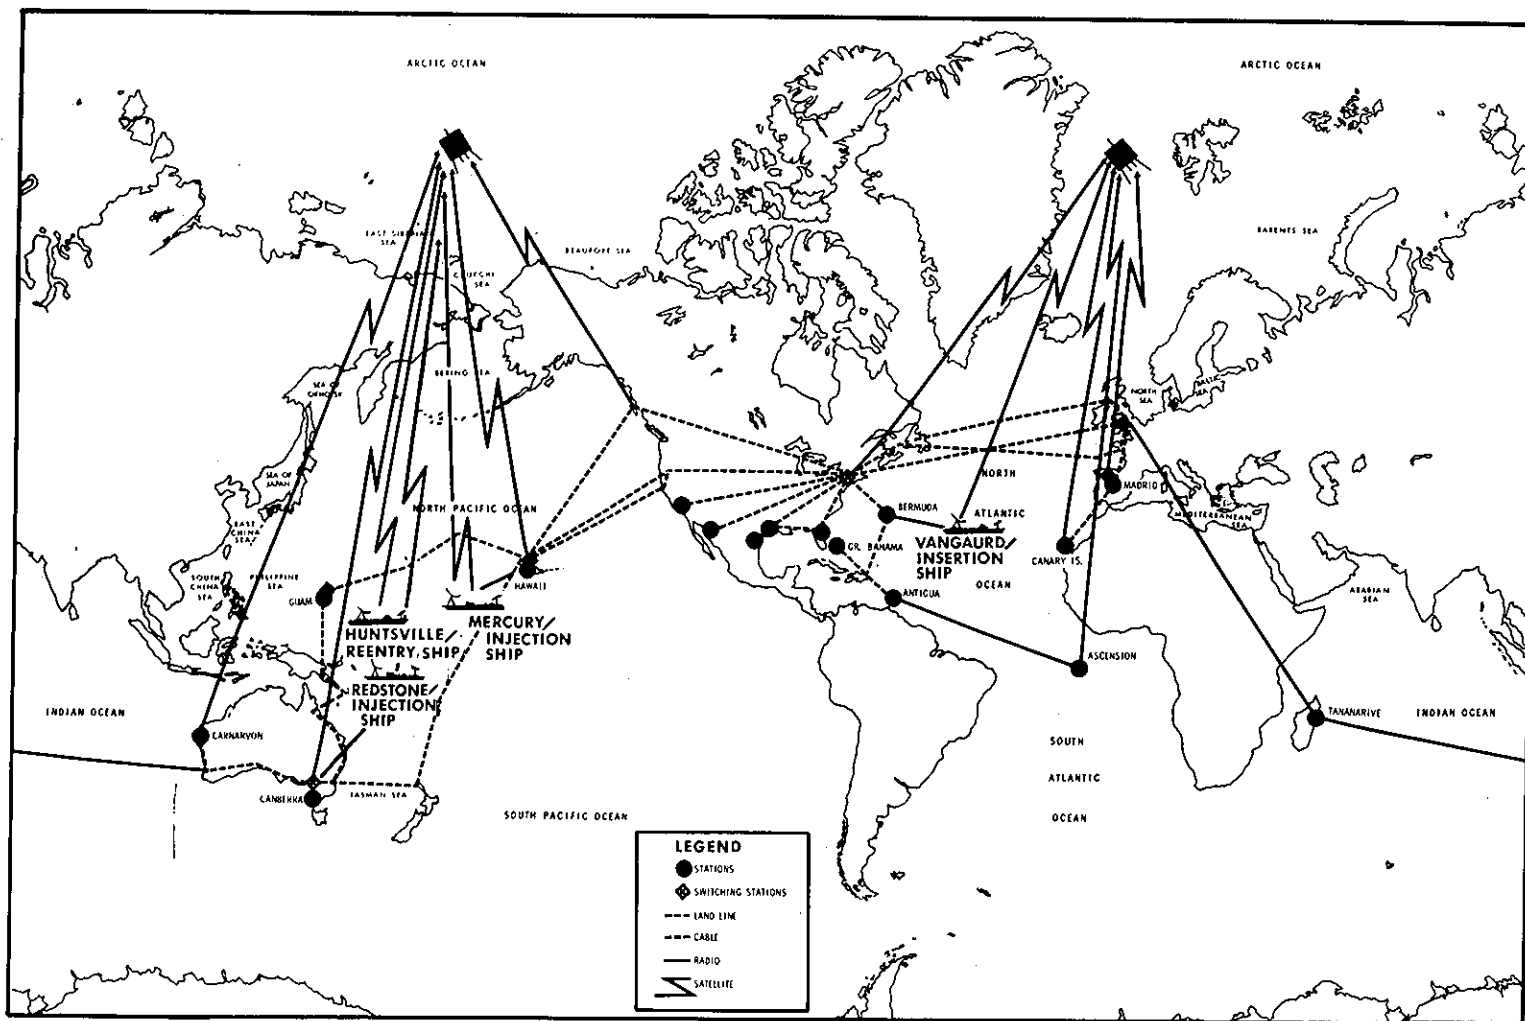 ARCTIC OCEAN
ARCTIC OCEAN
EAST SIBERIAN
SEA
BEAUFORT SEA
BARENTS SEA
CHUKCHI
SEA
BERING SEA
SEA OF
OKHOTSK
NORTH
SEA
BALTIC
SEA
SEA OF
JAPAN
NORTH
MADRID
NORTH PACIFIC OCEAN
BERMUDA
ATLANTIC
MEDITERRANEAN
SEA
EAST
CHINA
SEA
GR. BAHAMA
VANGAURD/
INSERTION
SHIP
CANARY IS.
SOUTH
CHINA
SEA
PHILIPPINE
SEA
HAWAII
OCEAN
ARABIAN
SEA
GUAM
ANTIGUA
HUNTSVILLE/
REENTRY SHIP
MERCURY/
INJECTION
SHIP
ASCENSION
REDSTONE/
INJECTION
SHIP
INDIAN OCEAN
TANANARIVE
INDIAN OCEAN
CARNARVON
SOUTH
ATLANTIC
OCEAN
CANBERRA
TASMAN SEA
SOUTH PACIFIC OCEAN
LEGEND
STATIONS
SWITCHING STATIONS
LAND LINE
CABLE
RADIO
SATELLITE